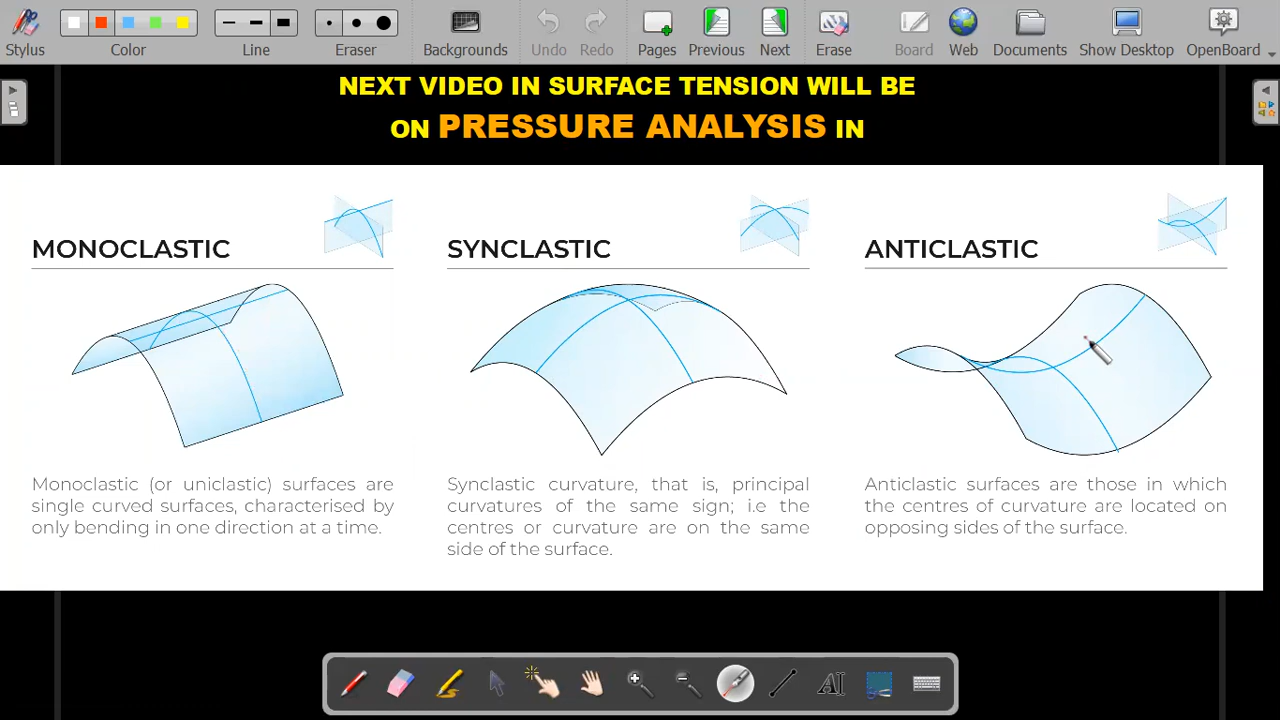 Stylus
Color
Line
Eraser
Backgrounds
Undo
Redo
Pages
Previous
Next
Erase
Board
Web
Documents
Show Desktop
OpenBoard
NEXT VIDEO IN SURFACE TENSION WILL BE
ON PRESSURE ANALYSIS IN
MONOCLASTIC
Monoclastic (or uniclastic) surfaces are
single curved surfaces, characterised by
only bending in one direction at a time.
SYNCLASTIC
Synclastic curvature, that is, principal
curvatures of the same sign; i.e the
centres or curvature are on the same
side of the surface.
ANTICLASTIC
Anticlastic surfaces are those in which
the centres of curvature are located on
opposing sides of the surface.
AI